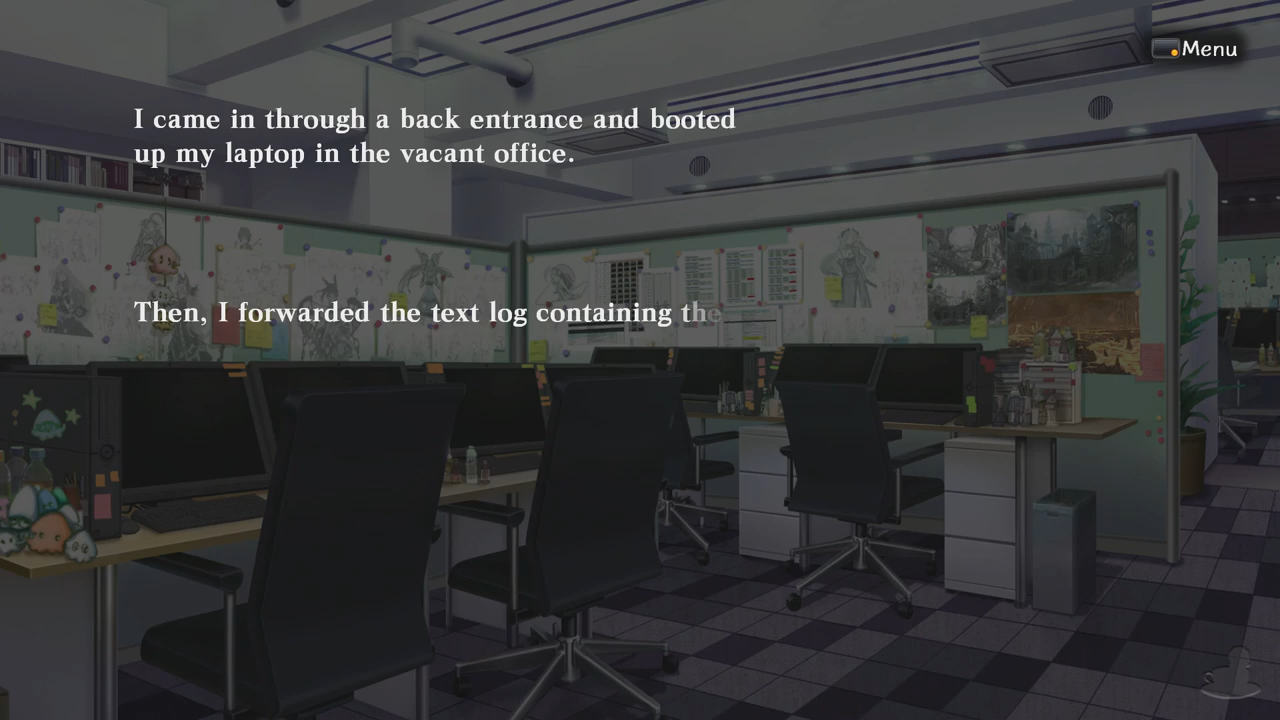 Menu
I came in through a back entrance and booted
up my laptop in the vacant office.
Then, I forwarded the text log containing the